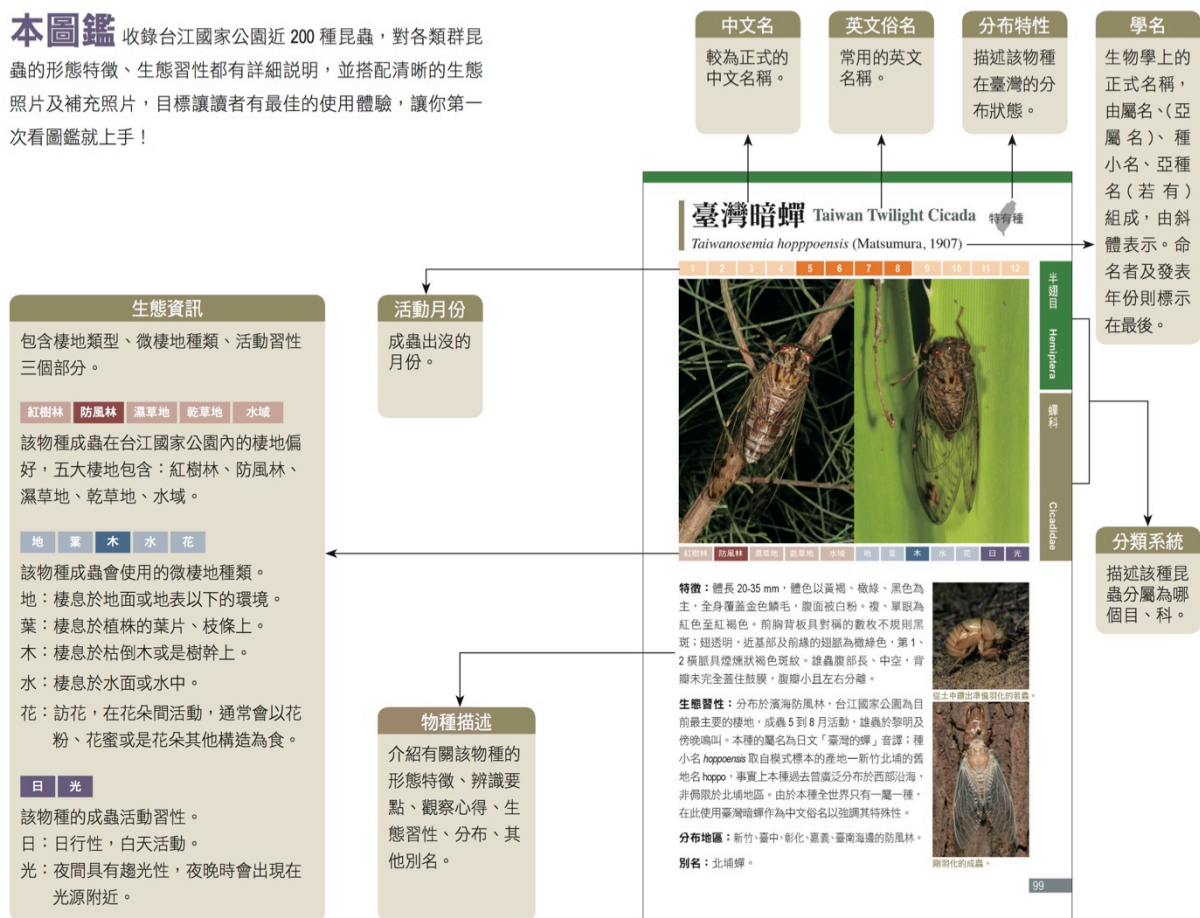 本圖鑑 收錄台江國家公園近 200 種昆蟲，對各類群昆
蟲的形態特徵、生態習性都有詳細說明，並搭配清晰的生態
照片及補充照片，目標讓讀者有最佳的使用體驗，讓你第一
次看圖鑑就上手！
中文名
較為正式的
中文名稱。
英文俗名
常用的英文
名稱。
分布特性
描述該物種
在臺灣的分
布狀態。
學名
生物學上的
正式名稱，
由屬名、（亞
屬名）、種
小名、亞種
名（若有）
組成，由斜
體表示。命
名者及發表
年份則標示
在最後。
臺灣暗蟬 Taiwan Twilight Cicada 特有種
Taiwanosemia hopppoensis (Matsumura, 1907)
1 2 3 4 5 6 7 8 9 10 11 12
半翅目 Hemiptera
蟬科 Cicadidae
活動月份
成蟲出沒的
月份。
生態資訊
包含棲地類型、微棲地種類、活動習性
三個部分。
紅樹林 防風林 濕草地 乾草地 水域
該物種成蟲在台江國家公園內的棲地偏
好，五大棲地包含：紅樹林、防風林、
濕草地、乾草地、水域。
地 葉 木 水 花
該物種成蟲會使用的微棲地種類。
地：棲息於地面或地表以下的環境。
葉：棲息於植株的葉片、枝條上。
木：棲息於枯倒木或是樹幹上。
水：棲息於水面或水中。
花：訪花，在花朵間活動，通常會以花
粉、花蜜或是花朵其他構造為食。
日 光
該物種的成蟲活動習性。
日：日行性，白天活動。
光：夜間具有趨光性，夜晚時會出現在
光源附近。
紅樹林 防風林 濕草地 乾草地 水域 地 葉 木 水 花 日 光
分類系統
描述該種昆
蟲分屬為哪
個目、科。
特徵：體長 20-35 mm，體色以黃褐、橄綠、黑色為
主，全身覆蓋金色鱗毛，腹面被白粉。複、單眼為
紅色至紅褐色。前胸背板具對稱的數枚不規則黑
斑；翅透明，近基部及前緣的翅脈為橄綠色，第 1、
2 橫脈具煙燻狀褐色斑紋。雄蟲腹部長、中空，背
瓣未完全蓋住鼓膜，腹瓣小且左右分離。
從土中鑽出準備羽化的若蟲。
生態習性：分布於濱海防風林，台江國家公園為目
前最主要的棲地，成蟲 5 到 8 月活動，雄蟲於黎明及
傍晚鳴叫。本種的屬名為日文「臺灣的蟬」音譯；種
小名 hoppoensis 取自模式標本的產地─新竹北埔的舊
地名 hoppo，事實上本種過去曾廣泛分布於西部沿海，
非侷限於北埔地區。由於本種全世界只有一屬一種，
在此使用臺灣暗蟬作為中文俗名以強調其特殊性。
分布地區：新竹、臺中、彰化、嘉義、臺南海邊的防風林。
別名：北埔蟬。
剛羽化的成蟲。
99
物種描述
介紹有關該物種的
形態特徵、辨識要
點、觀察心得、生
態習性、分布、其
他別名。